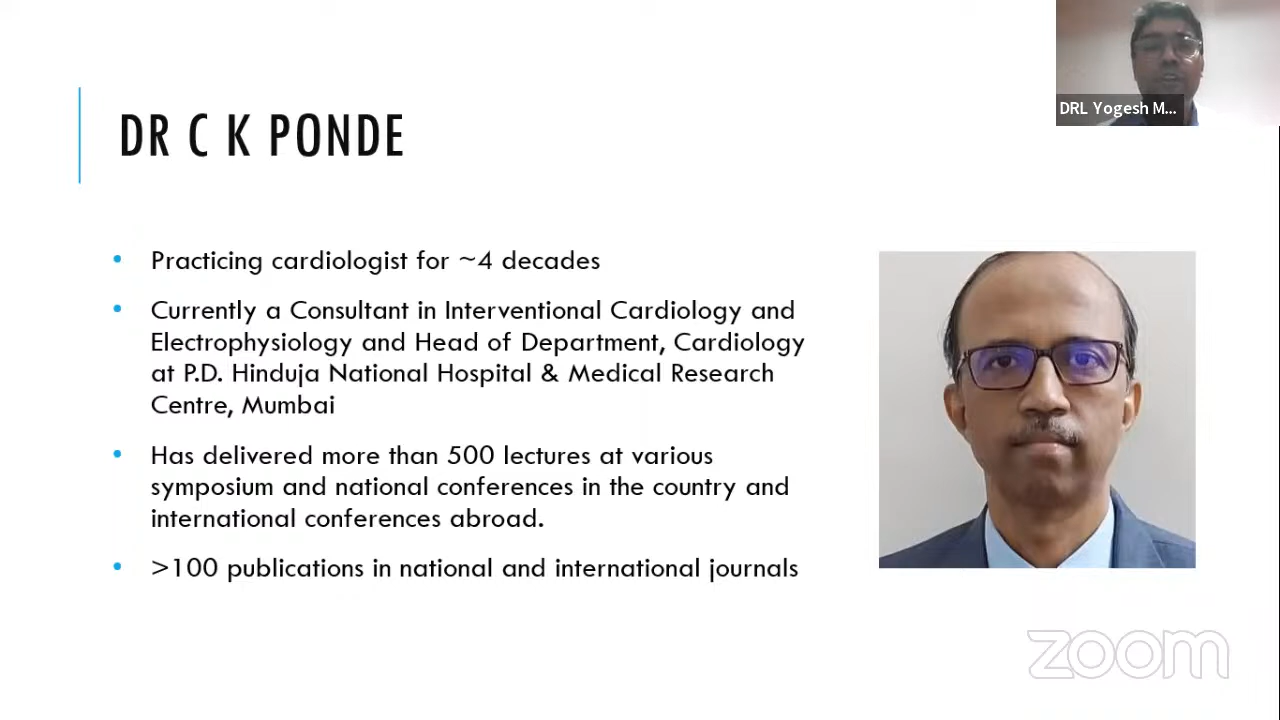 DRL Yogesh M...
DR C K PONDE
• Practicing cardiologist for ~4 decades
• Currently a Consultant in Interventional Cardiology and
Electrophysiology and Head of Department, Cardiology
at P.D. Hinduja National Hospital & Medical Research
Centre, Mumbai
• Has delivered more than 500 lectures at various
symposium and national conferences in the country and
international conferences abroad.
• >100 publications in national and international journals
zoom